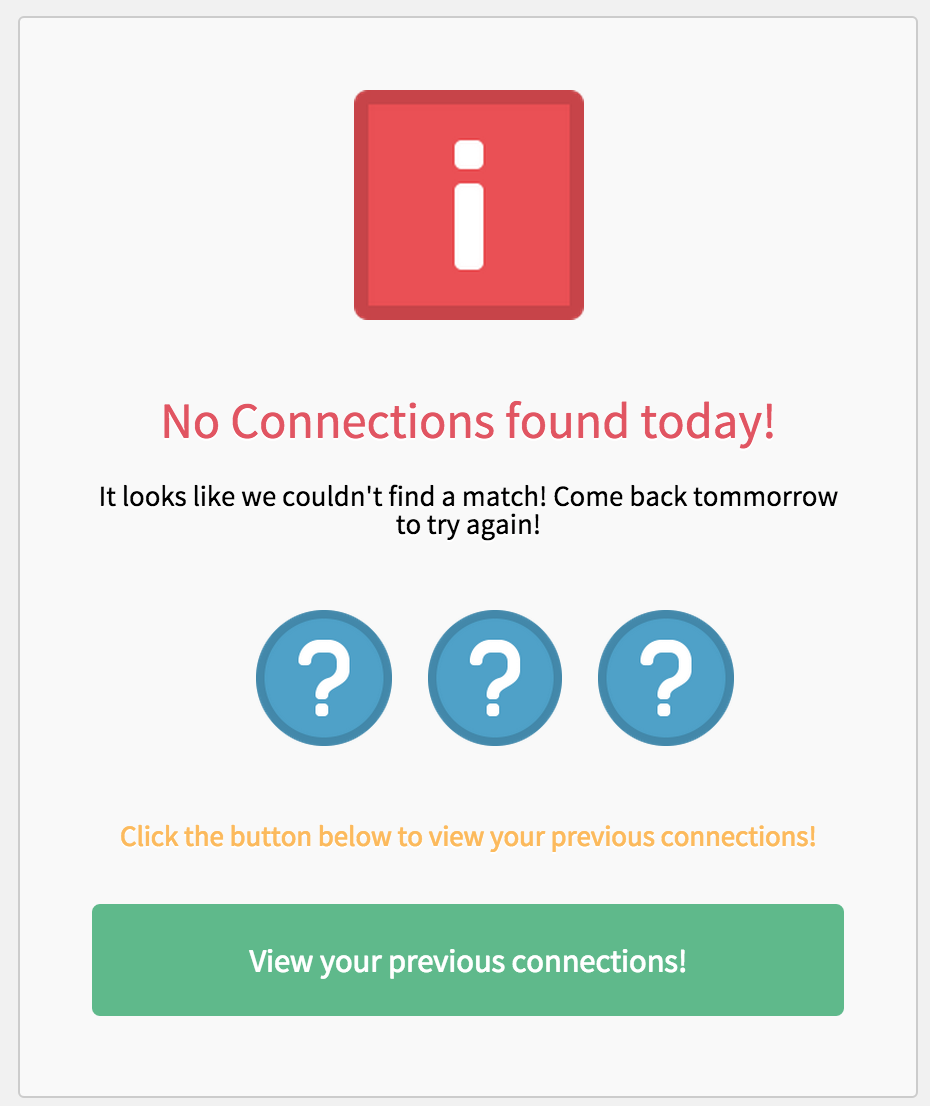 i
No Connections found today!
It looks like we couldn't find a match! Come back tommorrow
to try again!
? ? ?
Click the button below to view your previous connections!
View your previous connections!